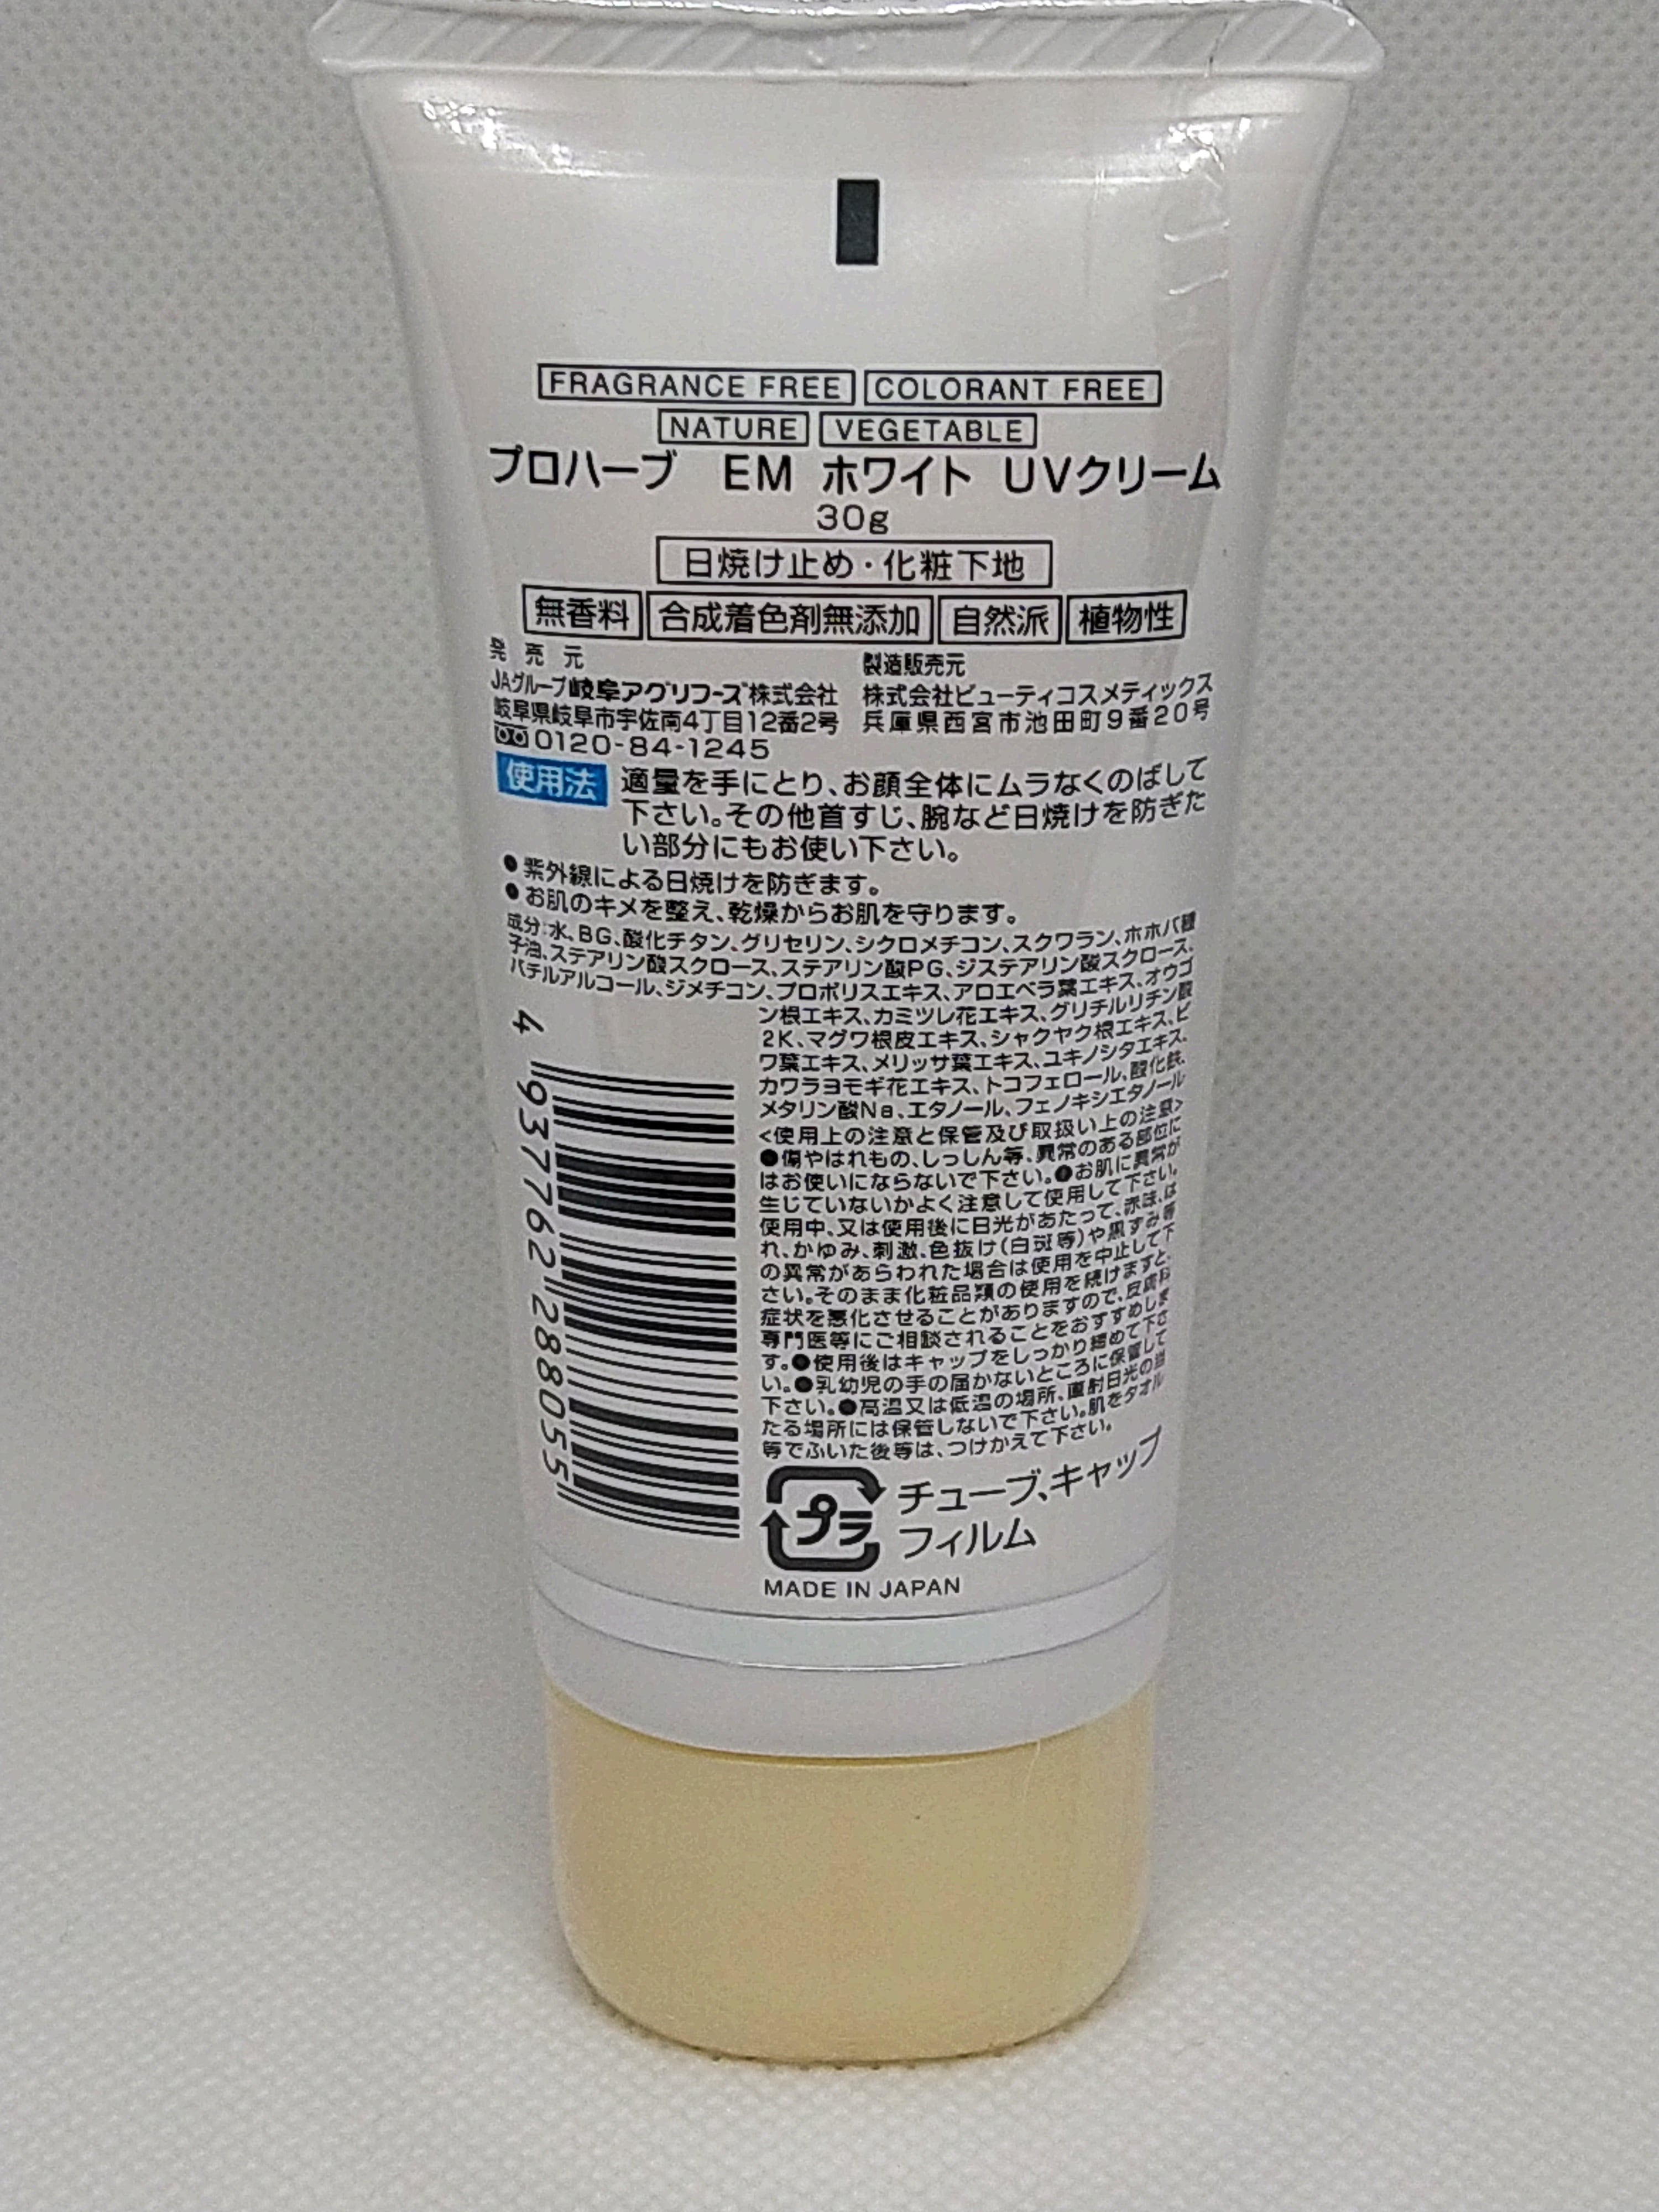 FRAGRANCE FREE COLORANT FREE
NATURE VEGETABLE
プロハーブ EM ホワイト UVクリーム
30g
日焼け止め・化粧下地
無香料 合成着色剤無添加 自然派 植物性
発売元
JAグループ岐阜アグリフーズ株式会社
岐阜県岐阜市宇佐南4丁目12番2号
0120-84-1245
製造販売元
株式会社ビューティコスメティックス
兵庫県西宮市池田町9番20号
使用法 適量を手にとり、お顔全体にムラなくのばして
下さい。その他首すじ、腕など日焼けを防ぎた
い部分にもお使い下さい。
●紫外線による日焼けを防ぎます。
●お肌のキメを整え、乾燥からお肌を守ります。
成分:水、BG、酸化チタン、グリセリン、シクロメチコン、スクワラン、ホホバ種
子油、ステアリン酸スクロース、ステアリン酸PG、ジステアリン酸スクロース、
バチルアルコール、ジメチコン、プロポリスエキス、アロエベラ葉エキス、オウゴ
ン根エキス、カミツレ花エキス、グリチルリチン酸
2K、マグワ根皮エキス、シャクヤク根エキス、ビ
ワ葉エキス、メリッサ葉エキス、ユキノシタエキス、
カワラヨモギ花エキス、トコフェロール、酸化鉄、
メタリン酸Na、エタノール、フェノキシエタノール
<使用上の注意と保管及び取扱い上の注意>
●傷やはれもの、しっしん等、異常のある部位に
はお使いにならないで下さい。●お肌に異常が
生じていないかよく注意して使用して下さい。
使用中、又は使用後に日光があたって、赤味、は
れ、かゆみ、刺激、色抜け(白斑等)や黒ずみ等
の異常があらわれた場合は使用を中止して下
さい。そのまま化粧品類の使用を続けますと、
症状を悪化させることがありますので、皮膚科
専門医等にご相談されることをおすすめしま
す。●使用後はキャップをしっかり締めて下さ
い。●乳幼児の手の届かないところに保管して
下さい。●高温又は低温の場所、直射日光の当
たる場所には保管しないで下さい。肌をタオル
等でふいた後等は、つけかえて下さい。
4 937762 288055
プラ チューブ、キャップ
フィルム
MADE IN JAPAN